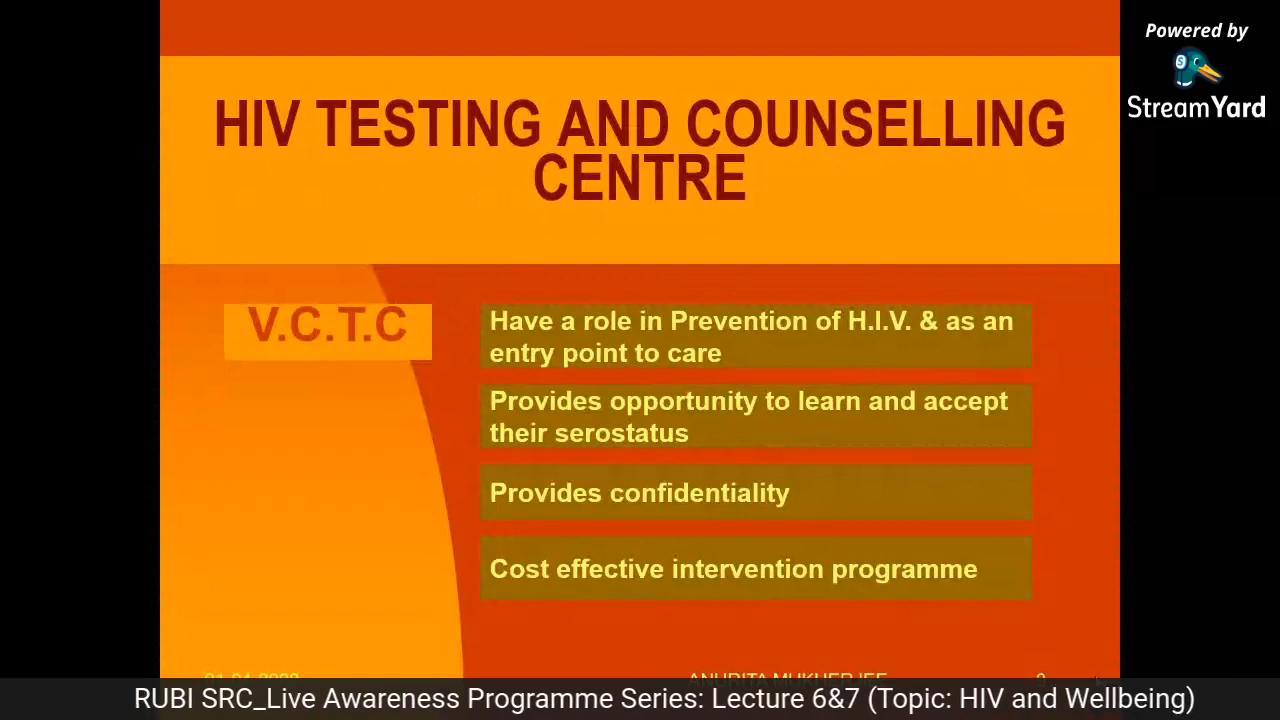 Powered by
StreamYard
HIV TESTING AND COUNSELLING
CENTRE
V.C.T.C
Have a role in Prevention of H.I.V. & as an
entry point to care
Provides opportunity to learn and accept
their serostatus
Provides confidentiality
Cost effective intervention programme
ANURITA MUKHERJEE
RUBI SRC_Live Awareness Programme Series: Lecture 6&7 (Topic: HIV and Wellbeing)